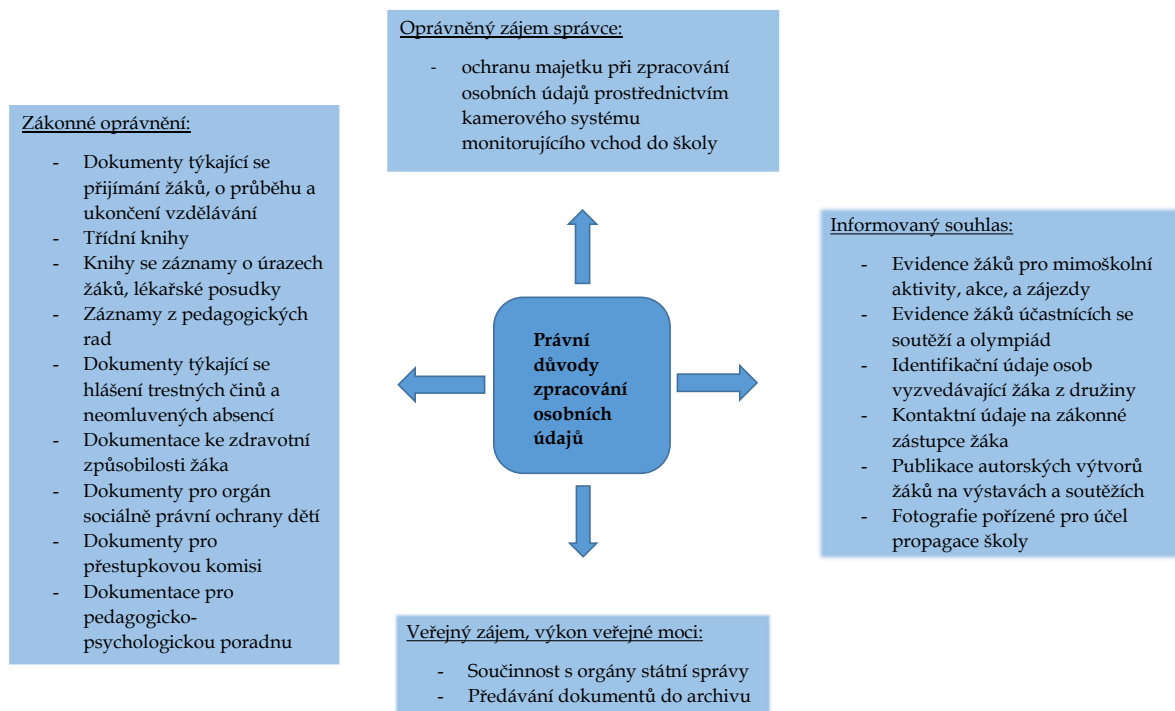 Oprávněný zájem správce:
- ochranu majetku při zpracování
osobních údajů prostřednictvím
kamerového systému
monitorujícího vchod do školy
Zákonné oprávnění:
- Dokumenty týkající se
přijímání žáků, o průběhu a
ukončení vzdělávání
- Třídní knihy
- Knihy se záznamy o úrazech
žáků, lékařské posudky
- Záznamy z pedagogických
rad
- Dokumenty týkající se
hlášení trestných činů a
neomluvených absencí
- Dokumentace ke zdravotní
způsobilosti žáka
- Dokumenty pro orgán
sociálně právní ochrany dětí
- Dokumenty pro
přestupkovou komisi
- Dokumentace pro
pedagogicko-
psychologickou poradnu
Právní
důvody
zpracování
osobních
údajů
Informovaný souhlas:
- Evidence žáků pro mimoškolní
aktivity, akce, a zájezdy
- Evidence žáků účastnících se
soutěží a olympiád
- Identifikační údaje osob
vyzvedávající žáka z družiny
- Kontaktní údaje na zákonné
zástupce žáka
- Publikace autorských výtvorů
žáků na výstavách a soutěžích
- Fotografie pořízené pro účel
propagace školy
Veřejný zájem, výkon veřejné moci:
- Součinnost s orgány státní správy
- Předávání dokumentů do archivu